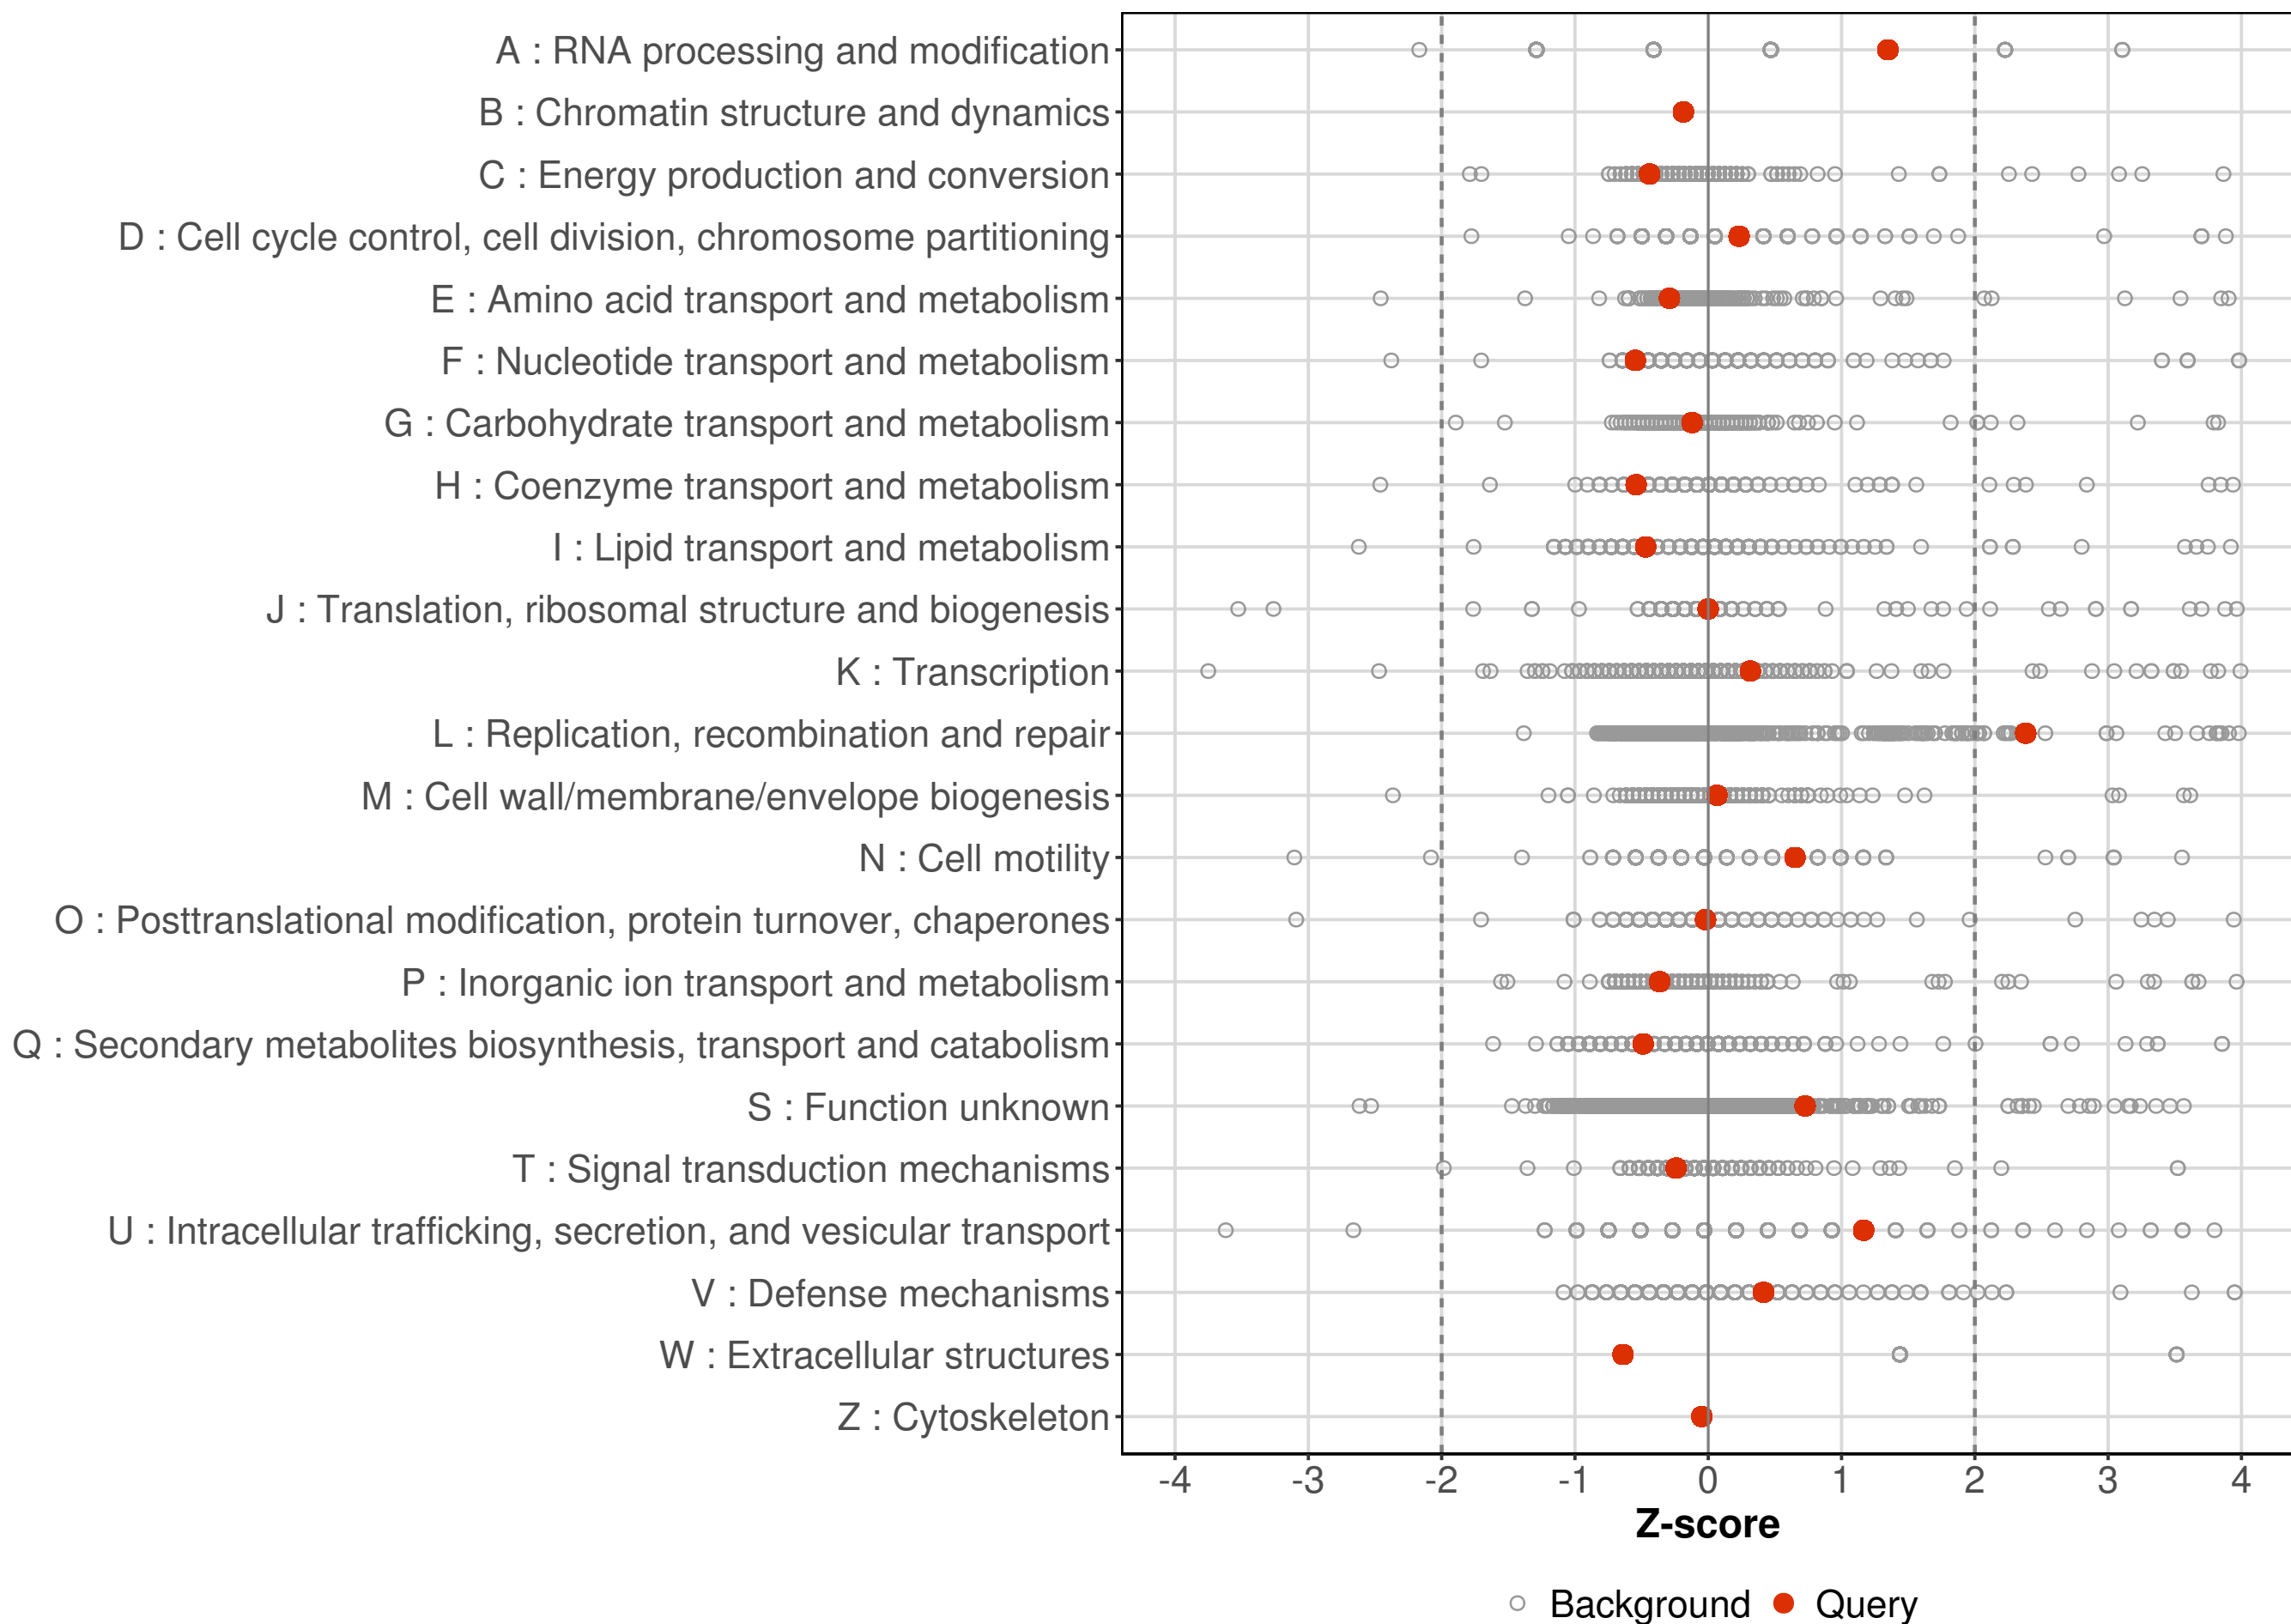 A : RNA processing and modification
B : Chromatin structure and dynamics
C : Energy production and conversion
D : Cell cycle control, cell division, chromosome partitioning
E : Amino acid transport and metabolism
F : Nucleotide transport and metabolism
G : Carbohydrate transport and metabolism
H : Coenzyme transport and metabolism
I : Lipid transport and metabolism
J : Translation, ribosomal structure and biogenesis
K : Transcription
L : Replication, recombination and repair
M : Cell wall/membrane/envelope biogenesis
N : Cell motility
O : Posttranslational modification, protein turnover, chaperones
P : Inorganic ion transport and metabolism
Q : Secondary metabolites biosynthesis, transport and catabolism
S : Function unknown
T : Signal transduction mechanisms
U : Intracellular trafficking, secretion, and vesicular transport
V : Defense mechanisms
W : Extracellular structures
Z : Cytoskeleton
-4 -3 -2 -1 0 1 2 3 4
Z-score
Background Query